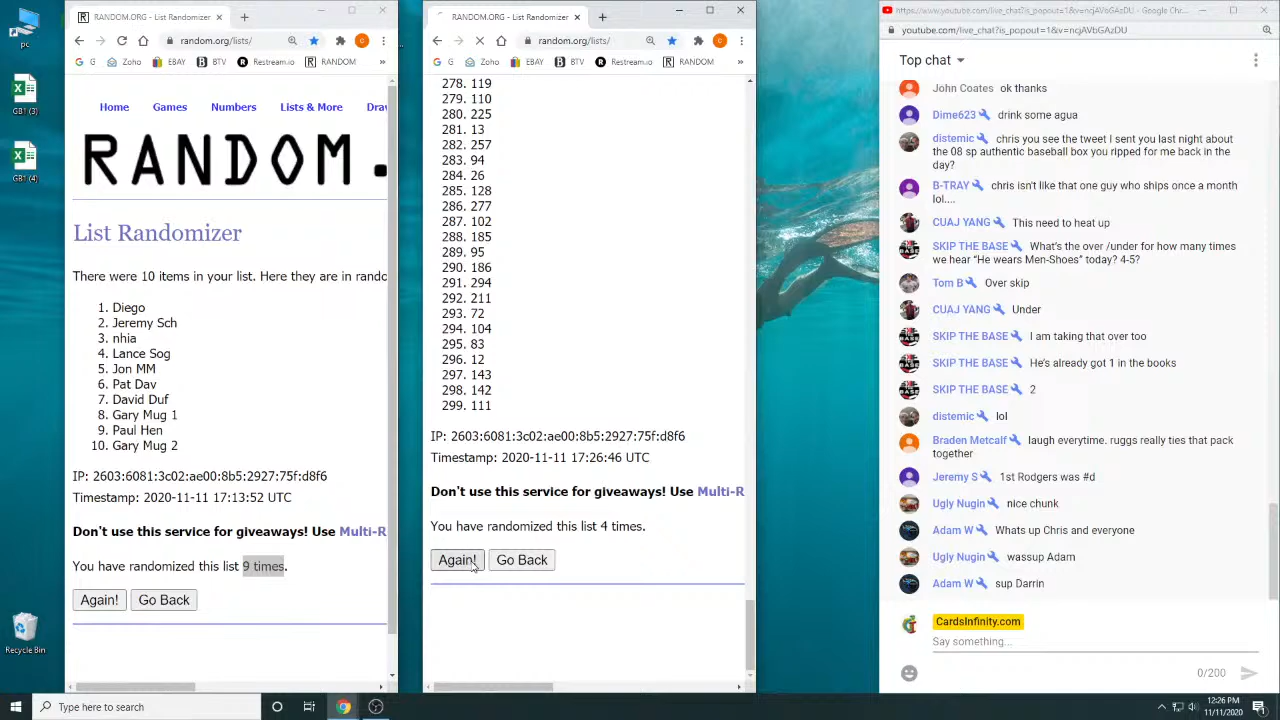 RANDOM.ORG - List Randomizer
random.org/lists/
G
Zoho
EBAY
BTV
Restream.io
RANDOM
»
Home
Games
Numbers
Lists & More
Drav
RANDOM.
List Randomizer
There were 10 items in your list. Here they are in rando
1. Diego
2. Jeremy Sch
3. nhia
4. Lance Sog
5. Jon MM
6. Pat Dav
7. David Duf
8. Gary Mug 1
9. Paul Hen
10. Gary Mug 2
IP: 2603:6081:3c02:ae00:8b5:2927:75f:d8f6
Timestamp: 2020-11-11 17:13:52 UTC
Don't use this service for giveaways! Use Multi-R
You have randomized this list 9 times.
Again!
Go Back
RANDOM.ORG - List Randomizer
random.org/lists/
G
Zoho
EBAY
BTV
Restream.io
RANDOM
»
278. 119
279. 110
280. 225
281. 13
282. 257
283. 94
284. 26
285. 128
286. 277
287. 102
288. 185
289. 95
290. 186
291. 294
292. 211
293. 72
294. 104
295. 83
296. 12
297. 143
298. 142
299. 111
IP: 2603:6081:3c02:ae00:8b5:2927:75f:d8f6
Timestamp: 2020-11-11 17:26:46 UTC
Don't use this service for giveaways! Use Multi-R
You have randomized this list 4 times.
Again!
Go Back
https://www.youtube.com/live_chat?is_popout=1&v=ncjAV6GAzDU - Google Chr...
youtube.com/live_chat?is_popout=1&v=ncjAVbGAzDU
Top chat
John Coates ok thanks
Dime623 drink some agua
distemic chris you see the tweet I sent you last night about
the 08 sp authentic baseball box you ripped for me back in the
day?
B-TRAY chris isn't like that one guy who ships once a month
lol....
CUAJ YANG This need to heat up
SKIP THE BASE What's the over /under for how many times
we hear “He wears Men-Shoes” today? 4-5?
Tom B Over skip
CUAJ YANG Under
SKIP THE BASE I am taking that over too
SKIP THE BASE He's already got 1 in the books
SKIP THE BASE 2
distemic lol
Braden Metcalf laugh everytime. ruggs really ties that pack
together
Jeremy S 1st Rodgers was #d
Ugly Nugin nice chunk
Adam W Whats up Chris and everyone
Ugly Nugin wassup Adam
Adam W sup Darrin
CardsInfinity.com
Say something...
0/200
GB1 (3)
GB1 (4)
Recycle Bin
Type here to search
12:26 PM
11/11/2020